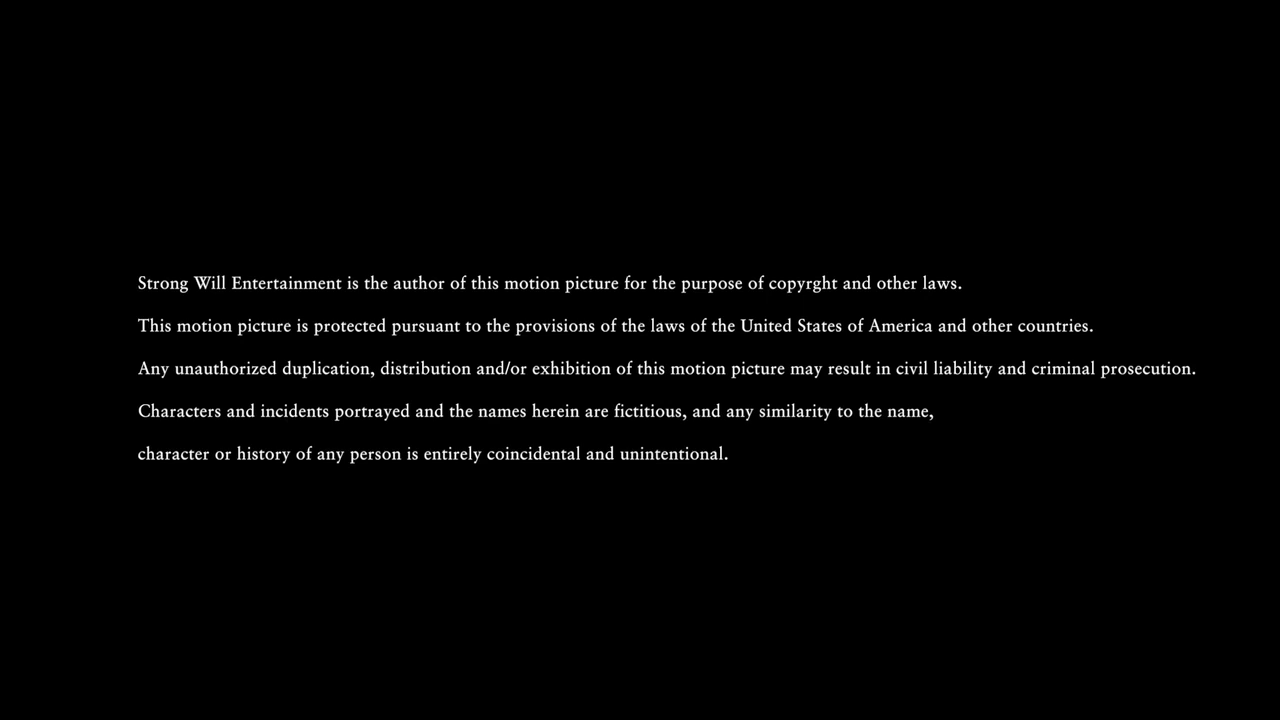 Strong Will Entertainment is the author of this motion picture for the purpose of copyrght and other laws.
This motion picture is protected pursuant to the provisions of the laws of the United States of America and other countries.
Any unauthorized duplication, distribution and/or exhibition of this motion picture may result in civil liability and criminal prosecution.
Characters and incidents portrayed and the names herein are fictitious, and any similarity to the name,
character or history of any person is entirely coincidental and unintentional.